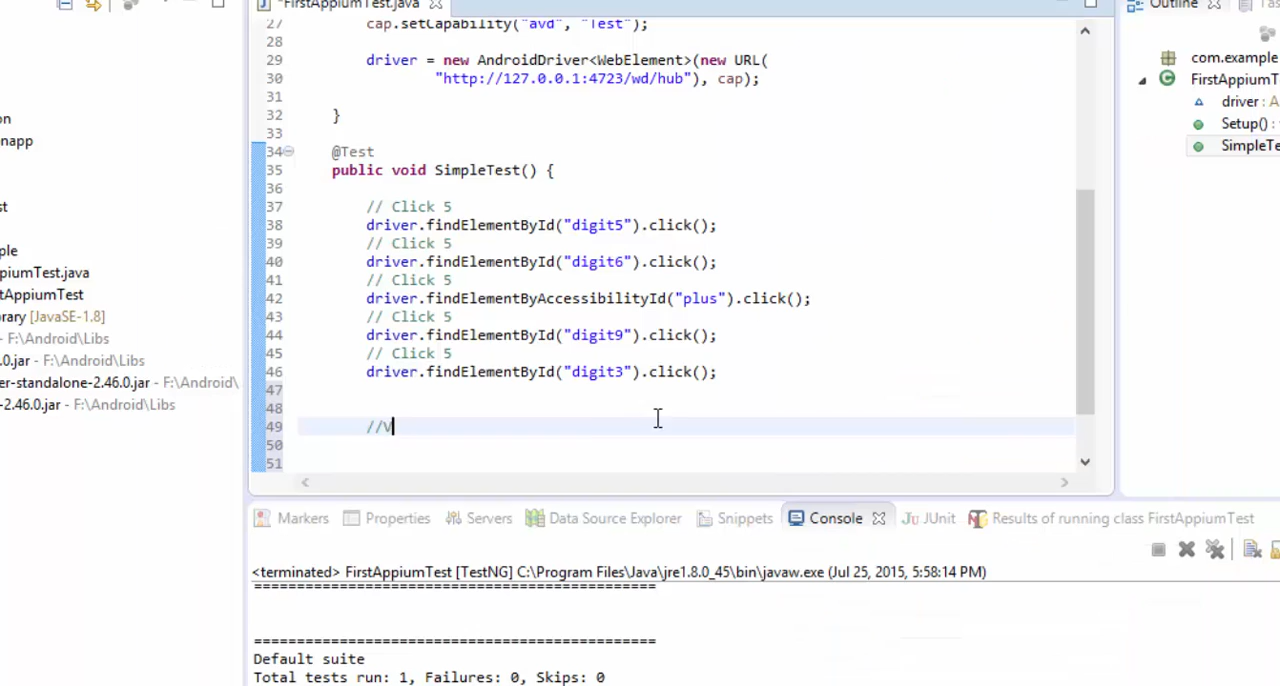 *FirstAppiumTest.java
Outline
Tas
27 cap.setCapability("avd", "Test");
28
29 driver = new AndroidDriver<WebElement>(new URL(
30 "http://127.0.0.1:4723/wd/hub"), cap);
31
32 }
33
34 @Test
35 public void SimpleTest() {
36
37 // Click 5
38 driver.findElementById("digit5").click();
39 // Click 5
40 driver.findElementById("digit6").click();
41 // Click 5
42 driver.findElementByAccessibilityId("plus").click();
43 // Click 5
44 driver.findElementById("digit9").click();
45 // Click 5
46 driver.findElementById("digit3").click();
47
48
49 //V
50
51
on
napp
st
ple
piumTest.java
tAppiumTest
rary [JavaSE-1.8]
- F:\Android\Libs
.0.jar - F:\Android\Libs
er-standalone-2.46.0.jar - F:\Android\
-2.46.0.jar - F:\Android\Libs
com.example
FirstAppiumT
driver : A
Setup() :
SimpleTe
Markers Properties Servers Data Source Explorer Snippets Console JUnit Results of running class FirstAppiumTest
<terminated> FirstAppiumTest [TestNG] C:\Program Files\Java\jre1.8.0_45\bin\javaw.exe (Jul 25, 2015, 5:58:14 PM)
===============================================
===============================================
Default suite
Total tests run: 1, Failures: 0, Skips: 0